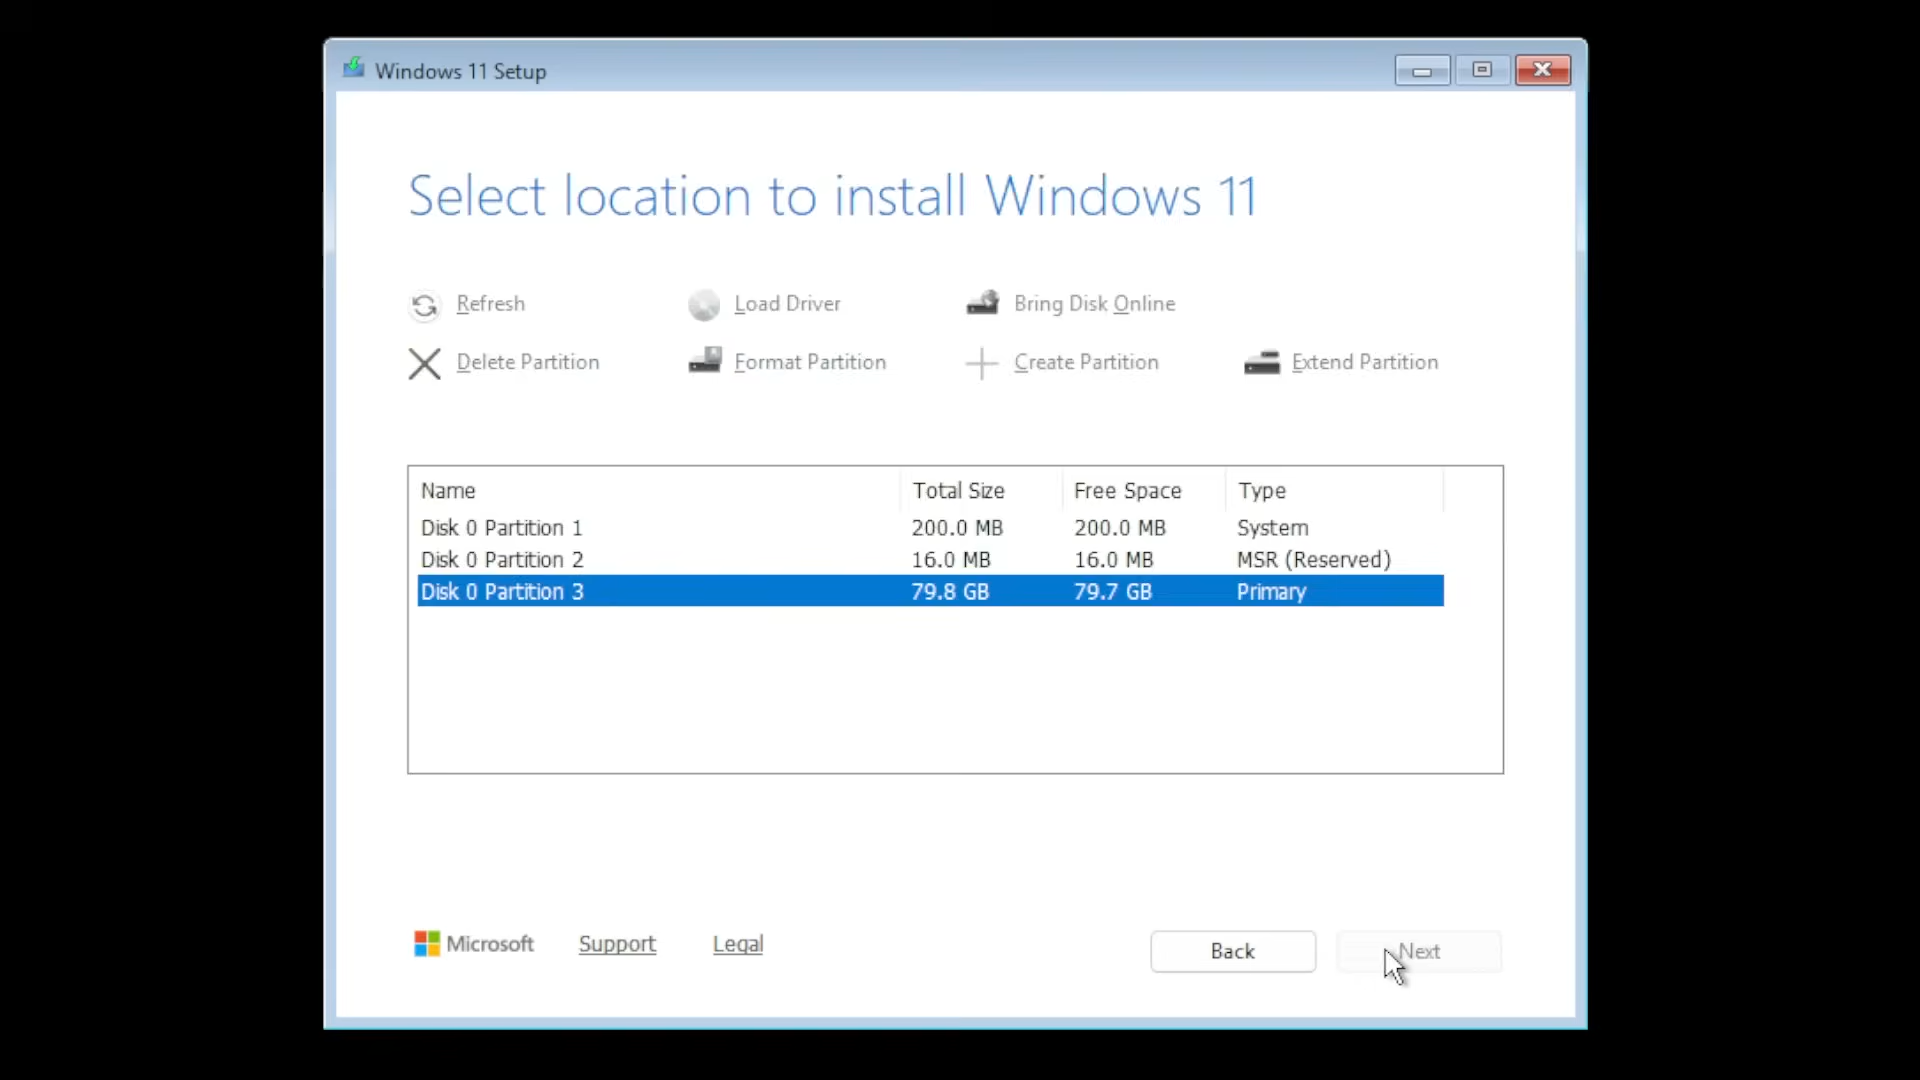 Windows 11 Setup
Select location to install Windows 11
Refresh Load Driver Bring Disk Online
Delete Partition Format Partition Create Partition Extend Partition
Name Total Size Free Space Type
Disk 0 Partition 1 200.0 MB 200.0 MB System
Disk 0 Partition 2 16.0 MB 16.0 MB MSR (Reserved)
Disk 0 Partition 3 79.8 GB 79.7 GB Primary
Microsoft Support Legal Back Next